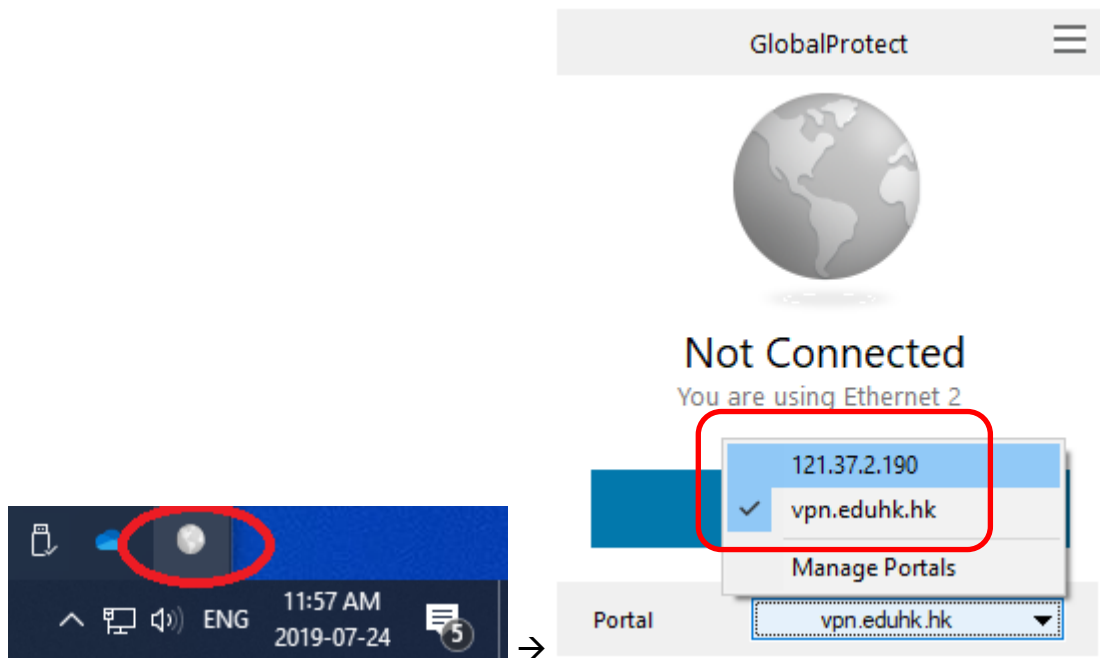 GlobalProtect
Not Connected
You are using Ethernet 2
121.37.2.190
vpn.eduhk.hk
Manage Portals
Portal vpn.eduhk.hk
ENG
11:57 AM
2019-07-24
5
→